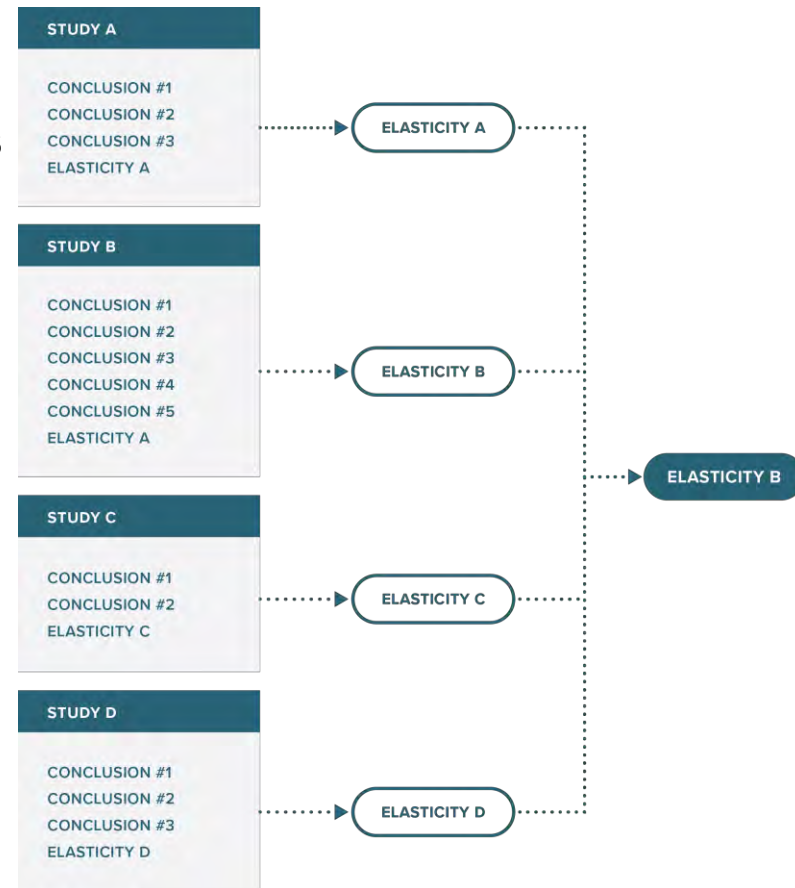 STUDY A
CONCLUSION #1
CONCLUSION #2
CONCLUSION #3
ELASTICITY A
ELASTICITY A
STUDY B
CONCLUSION #1
CONCLUSION #2
CONCLUSION #3
CONCLUSION #4
CONCLUSION #5
ELASTICITY A
ELASTICITY B
ELASTICITY B
STUDY C
CONCLUSION #1
CONCLUSION #2
ELASTICITY C
ELASTICITY C
STUDY D
CONCLUSION #1
CONCLUSION #2
CONCLUSION #3
ELASTICITY D
ELASTICITY D